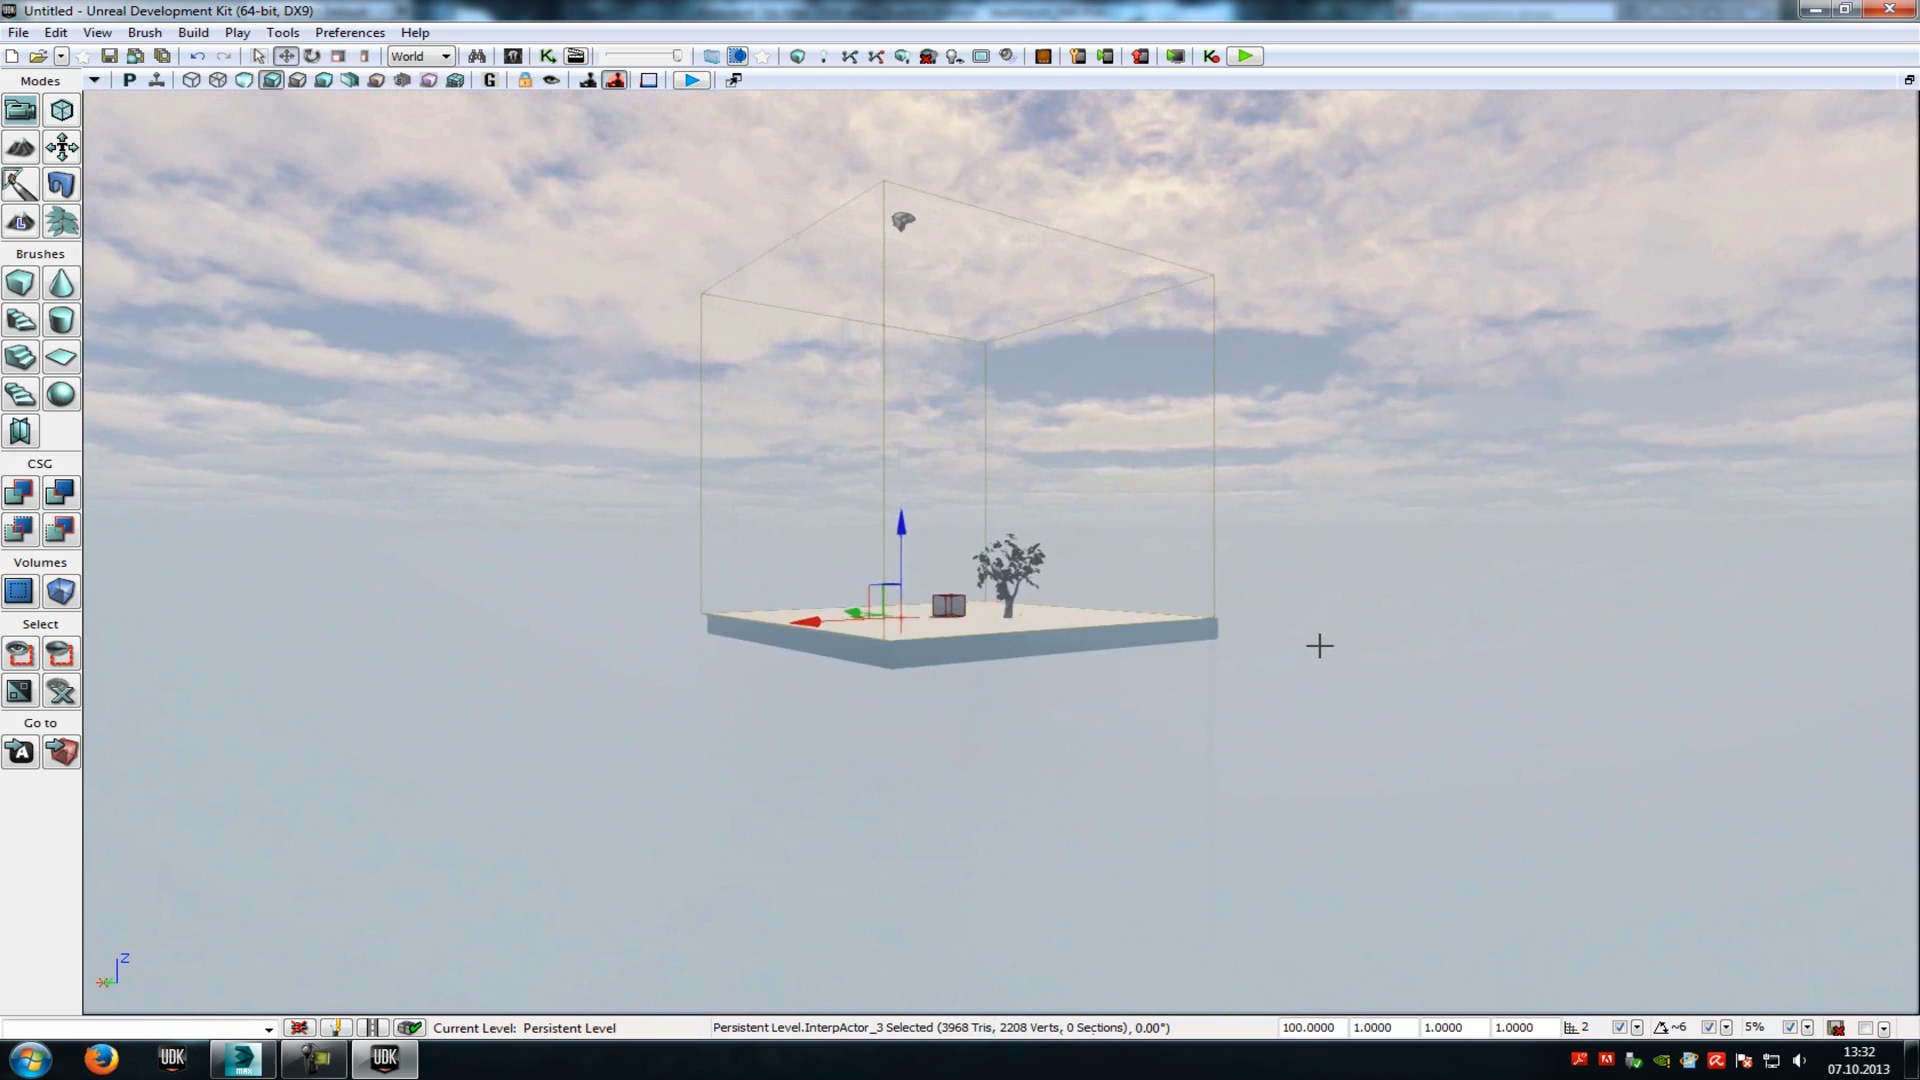 Untitled - Unreal Development Kit (64-bit, DX9)
File Edit View Brush Build Play Tools Preferences Help
World
Modes
P
G
Brushes
CSG
Volumes
Select
Go to
Z
X
Current Level: Persistent Level
Persistent Level.InterpActor_3 Selected (3968 Tris, 2208 Verts, 0 Sections), 0.00°)
100.0000 1.0000 1.0000 1.0000 2 ~6 5%
UDK
MAX
UDK
13:32
07.10.2013